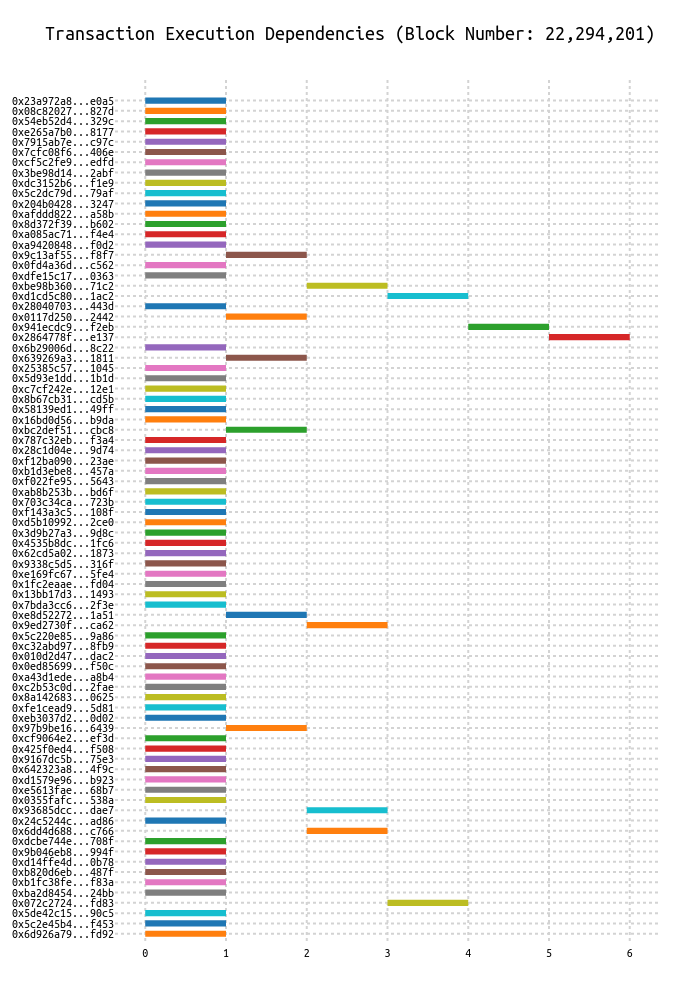 Transaction Execution Dependencies (Block Number: 22,294,201)
0x23a972a8...e0a5
0x08c82027...827d
0x54eb52d4...329c
0xe265a7b0...8177
0x7915ab7e...c97c
0x7cfc08f6...406e
0xcf5c2fe9...edfd
0x3be98d14...2abf
0xdc3152b6...f1e9
0x5c2dc79d...79af
0x204b0428...3247
0xafddd822...a58b
0x8d372f39...b602
0xa085ac71...f4e4
0xa9420848...f0d2
0x9c13af55...f8f7
0x0fd4a36d...c562
0xdfe15c17...0363
0xbe98b360...71c2
0xd1cd5c80...1ac2
0x28040703...443d
0x0117d250...2442
0x941ecdc9...f2eb
0x2864778f...e137
0x6b29006d...8c22
0x639269a3...1811
0x25385c57...1045
0x5d93e1dd...1b1d
0xc7cf242e...12e1
0x8b67cb31...cd5b
0x58139ed1...49ff
0x16bd0d56...b9da
0xbc2def51...cbc8
0x787c32eb...f3a4
0x28c1d04e...9d74
0xf12ba090...23ae
0xb1d3ebe8...457a
0xf022fe95...5643
0xab8b253b...bd6f
0x703c34ca...723b
0xf143a3c5...108f
0xd5b10992...2ce0
0x3d9b27a3...9d8c
0x4535b8dc...1fc6
0x62cd5a02...1873
0x9338c5d5...316f
0xe169fc67...5fe4
0x1fc2eaae...fd04
0x13bb17d3...1493
0x7bda3cc6...2f3e
0xe8d52272...1a51
0x9ed2730f...ca62
0x5c220e85...9a86
0xc32abd97...8fb9
0x010d2d47...dac2
0x0ed85699...f50c
0xa43d1ede...a8b4
0xc2b53c0d...2fae
0x8a142683...0625
0xfe1cead9...5d81
0xeb3037d2...0d02
0x97b9be16...6439
0xcf9064e2...ef3d
0x425f0ed4...f508
0x9167dc5b...75e3
0x642323a8...4f9c
0xd1579e96...b923
0xe5613fae...68b7
0x0355fafc...538a
0x93685dcc...dae7
0x24c5244c...ad86
0x6dd4d688...c766
0xdcbe744e...708f
0x9b046eb8...994f
0xd14ffe4d...0b78
0xb820d6eb...487f
0xb1fc38fe...f83a
0xba2d8454...24bb
0x072c2724...fd83
0x5de42c15...90c5
0x5c2e45b4...f453
0x6d926a79...fd92
0 1 2 3 4 5 6